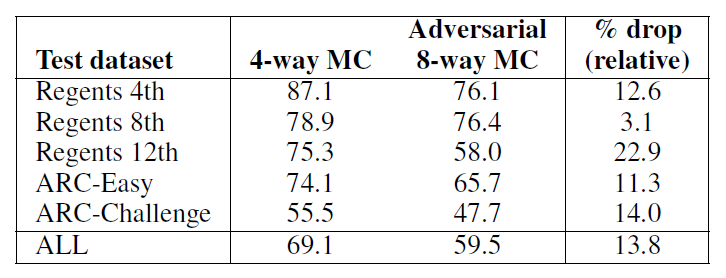 Adversarial % drop
Test dataset 4-way MC 8-way MC (relative)
Regents 4th 87.1 76.1 12.6
Regents 8th 78.9 76.4 3.1
Regents 12th 75.3 58.0 22.9
ARC-Easy 74.1 65.7 11.3
ARC-Challenge 55.5 47.7 14.0
ALL 69.1 59.5 13.8